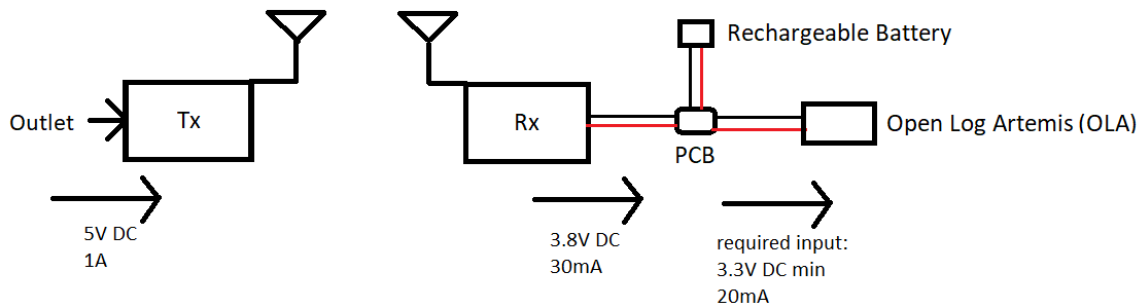 Rechargeable Battery
Outlet
Tx
Rx
PCB
Open Log Artemis (OLA)
5V DC
1A
3.8V DC
30mA
required input:
3.3V DC min
20mA